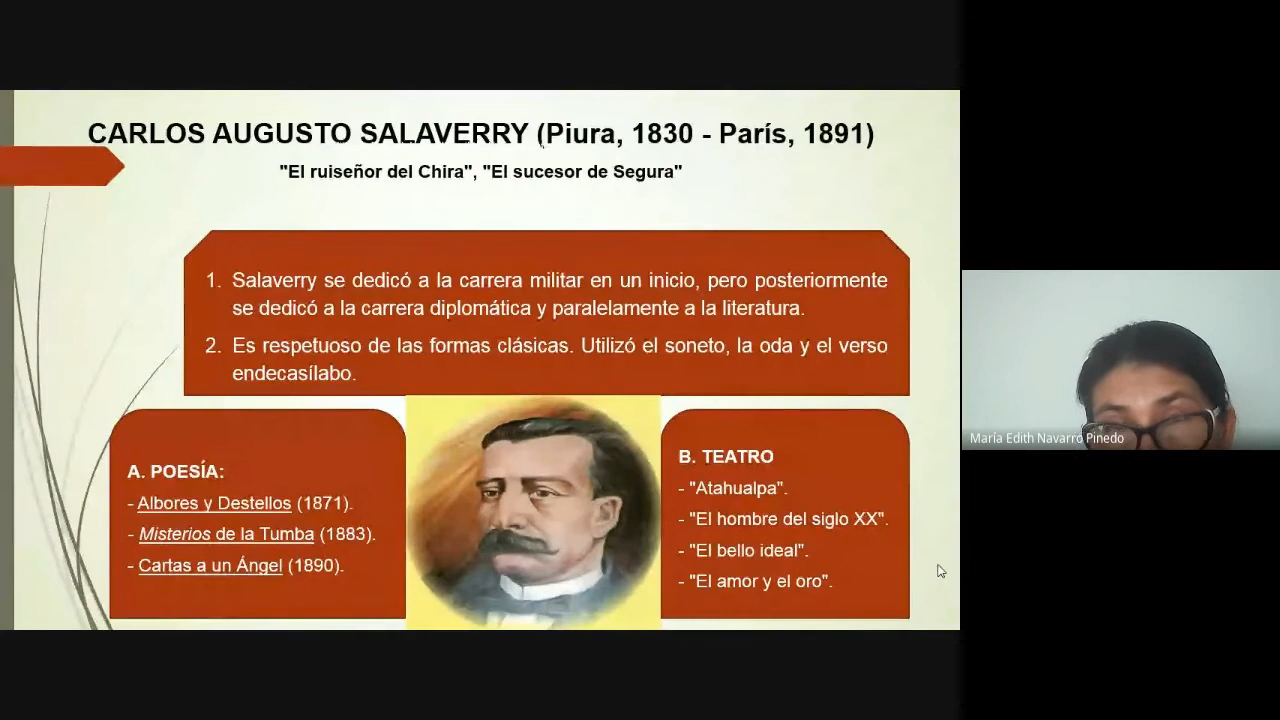 CARLOS AUGUSTO SALAVERRY (Piura, 1830 - París, 1891)
"El ruiseñor del Chira", "El sucesor de Segura"
1. Salaverry se dedicó a la carrera militar en un inicio, pero posteriormente
se dedicó a la carrera diplomática y paralelamente a la literatura.
2. Es respetuoso de las formas clásicas. Utilizó el soneto, la oda y el verso
endecasílabo.
A. POESÍA:
- Albores y Destellos (1871).
- Misterios de la Tumba (1883).
- Cartas a un Ángel (1890).
B. TEATRO
- "Atahualpa".
- "El hombre del siglo XX".
- "El bello ideal".
- "El amor y el oro".
María Edith Navarro Pinedo